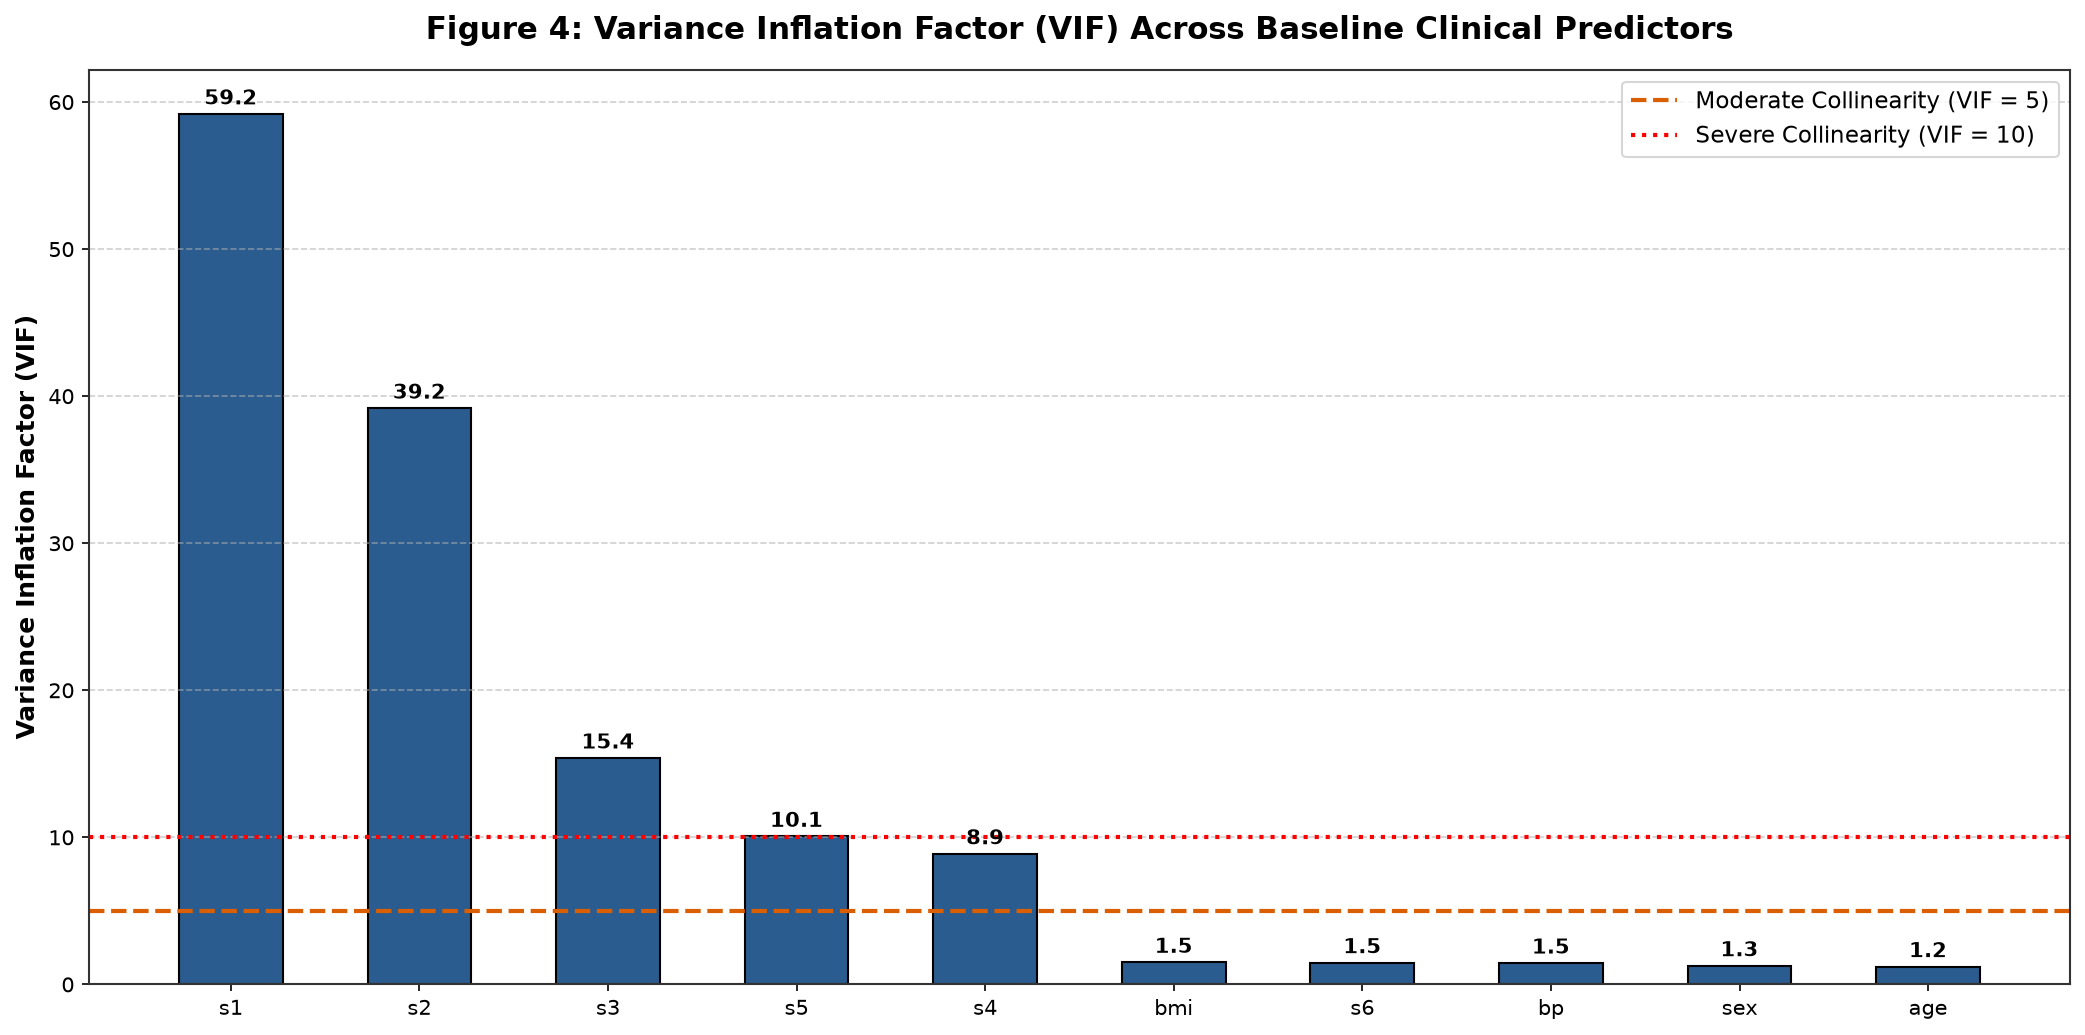 Figure 4: Variance Inflation Factor (VIF) Across Baseline Clinical Predictors
Moderate Collinearity (VIF = 5)
Severe Collinearity (VIF = 10)
Variance Inflation Factor (VIF)
60
50
40
30
20
10
0
59.2
39.2
15.4
10.1
8.9
1.5
1.5
1.5
1.3
1.2
s1
s2
s3
s5
s4
bmi
s6
bp
sex
age